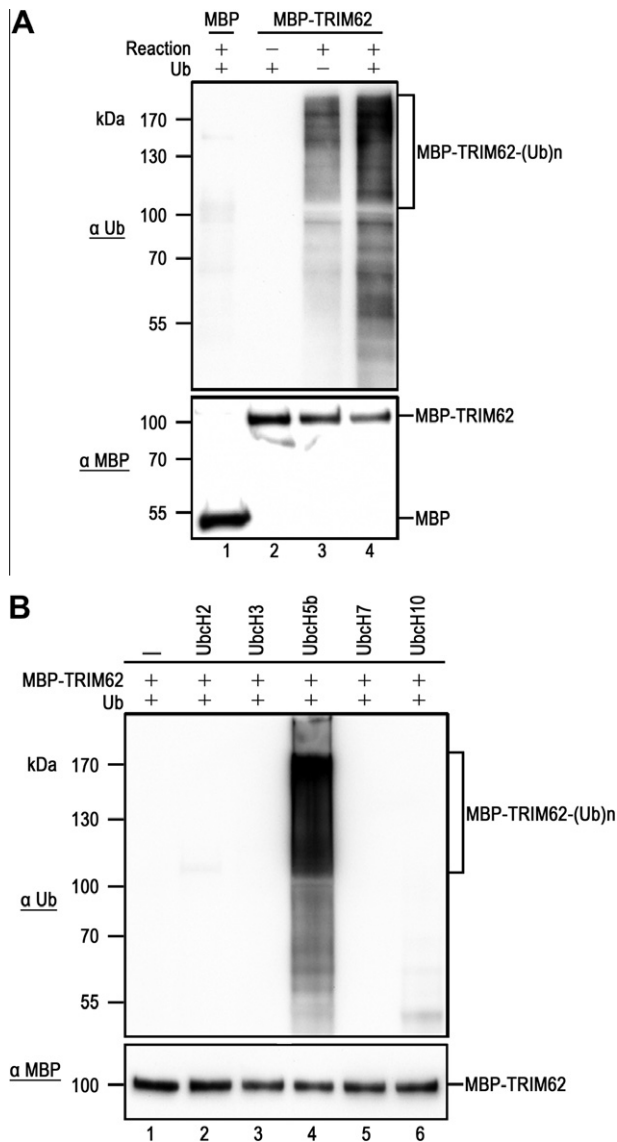 A
MBP MBP-TRIM62
Reaction + − + +
Ub + + − +
kDa
170
130
100
70
55
α Ub
MBP-TRIM62-(Ub)n
100
70
55
α MBP
MBP-TRIM62
MBP
1 2 3 4
B
− UbcH2 UbcH3 UbcH5b UbcH7 UbcH10
MBP-TRIM62 + + + + + +
Ub + + + + + +
kDa
170
130
100
70
55
α Ub
MBP-TRIM62-(Ub)n
α MBP
100
MBP-TRIM62
1 2 3 4 5 6